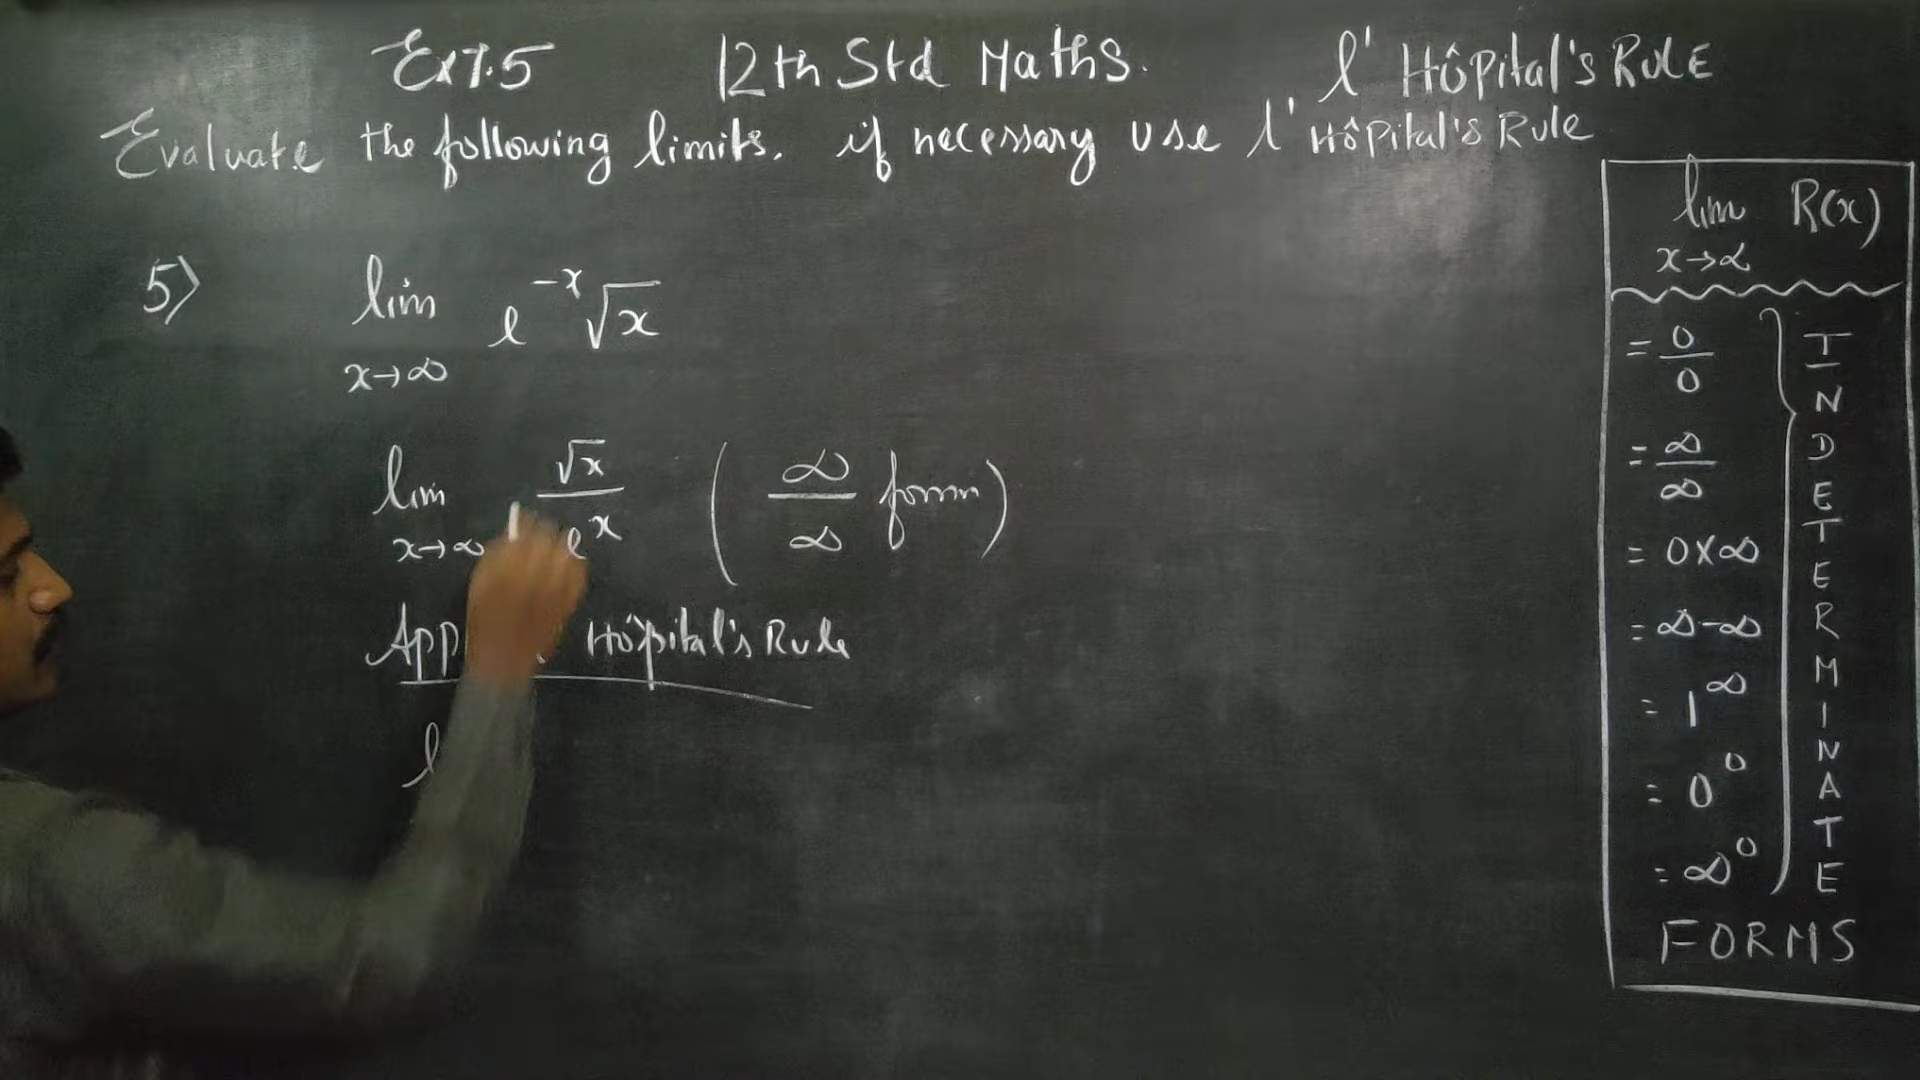 Ex 7.5 12th Std Maths. l' Hôpital's Rule
Evaluate the following limits, if necessary use l' Hôpital's Rule
5) lim e^-x √x
x→∞
lim √x / e^x ( ∞/∞ form )
x→∞
Hôpital's Rule
l
lim R(x)
x→α
= 0/0
= ∞/∞
= 0×∞
= ∞-∞
= 1^∞
= 0^0
= ∞^0
INDETERMINATE
FORMS